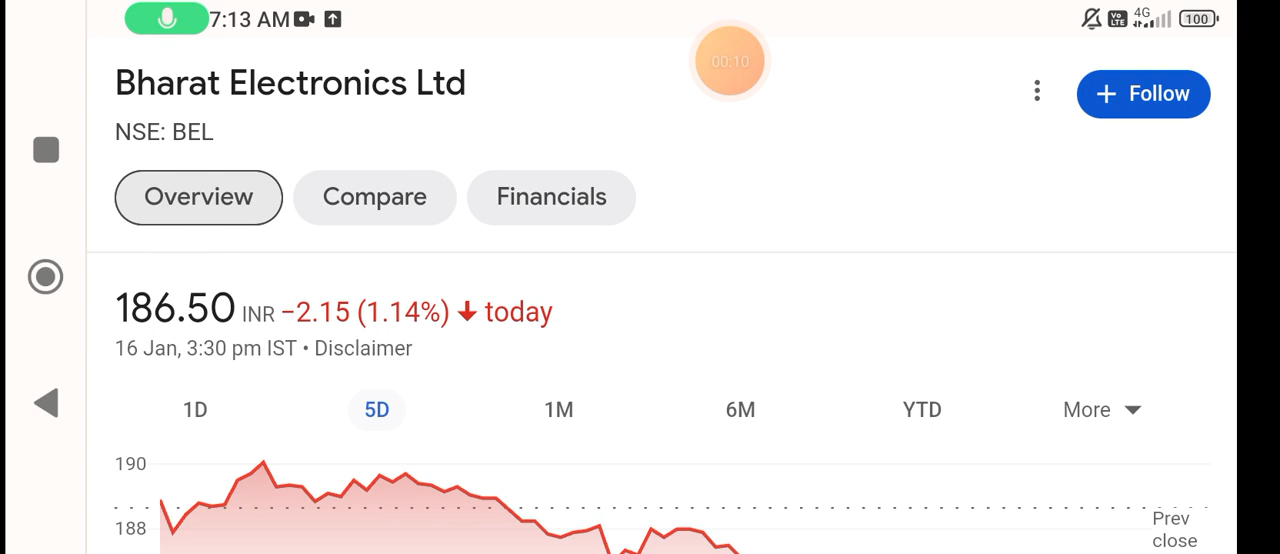 7:13 AM
Vo LTE 4G 100
00:10
Bharat Electronics Ltd
+ Follow
NSE: BEL
Overview Compare Financials
186.50 INR −2.15 (1.14%) ↓ today
16 Jan, 3:30 pm IST • Disclaimer
1D 5D 1M 6M YTD More
190
188
Prev
close